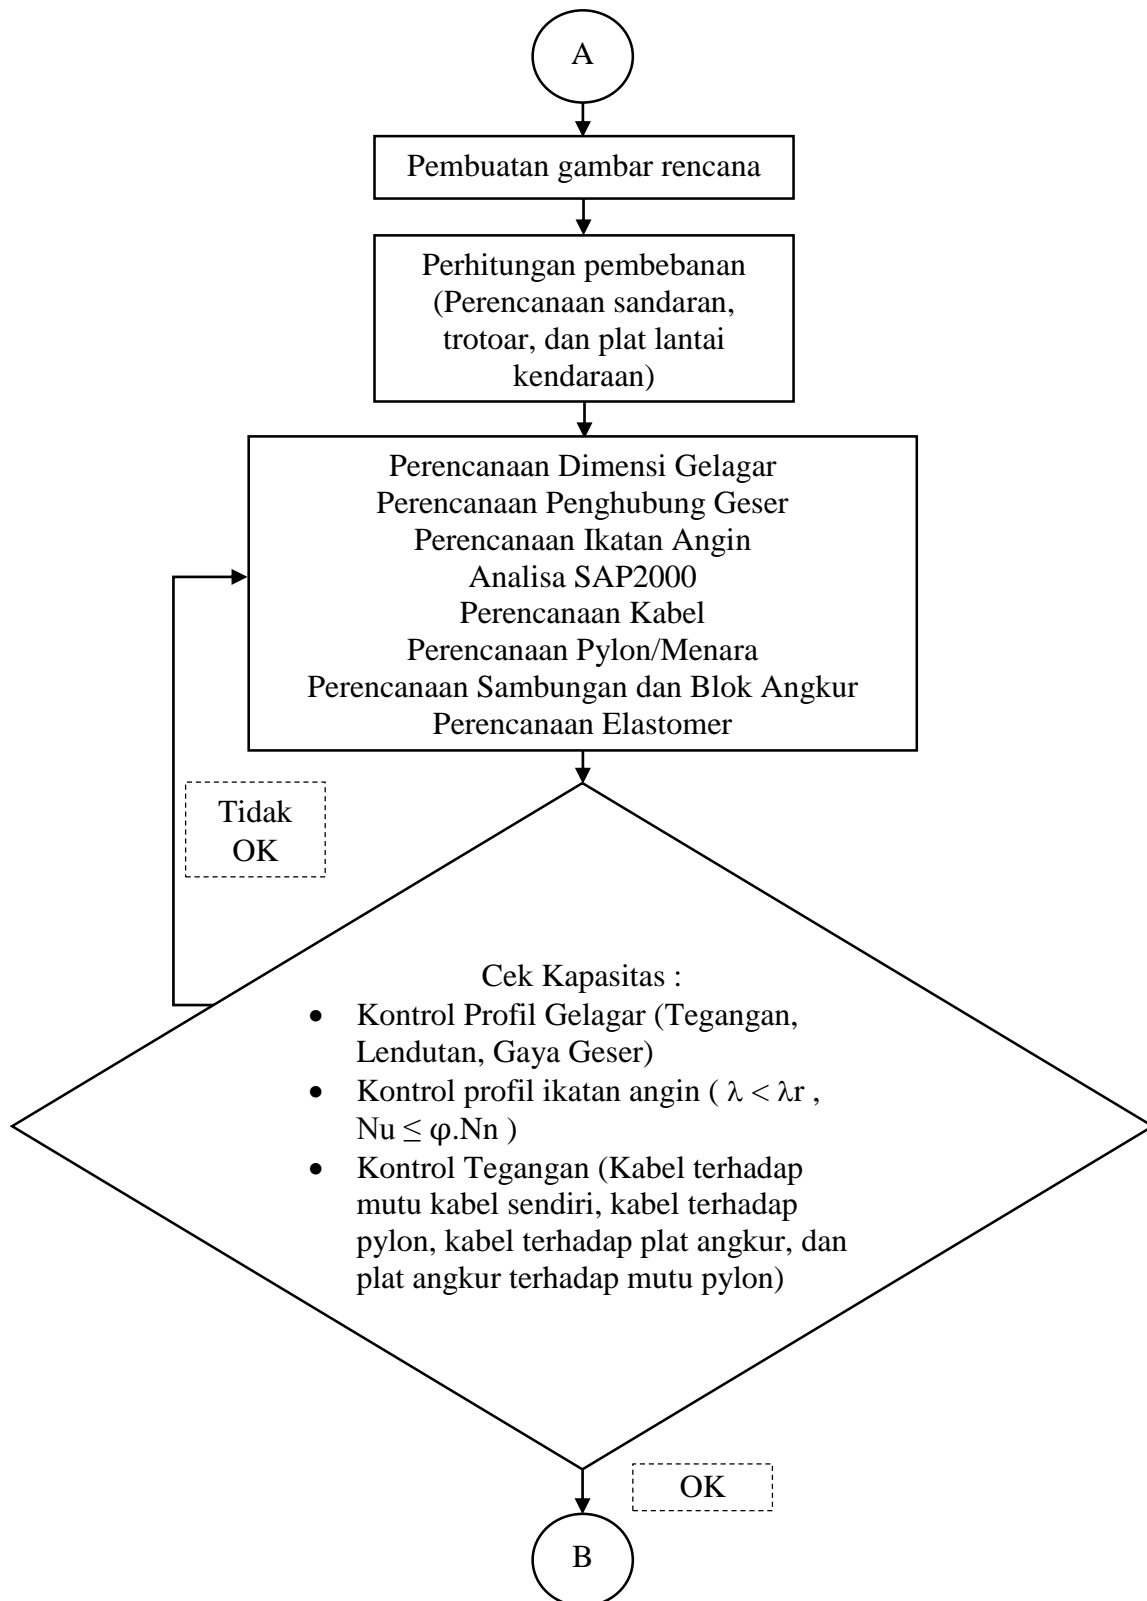 A
Pembuatan gambar rencana
Perhitungan pembebanan
(Perencanaan sandaran,
trotoar, dan plat lantai
kendaraan)
Perencanaan Dimensi Gelagar
Perencanaan Penghubung Geser
Perencanaan Ikatan Angin
Analisa SAP2000
Perencanaan Kabel
Perencanaan Pylon/Menara
Perencanaan Sambungan dan Blok Angkur
Perencanaan Elastomer
Tidak
OK
Cek Kapasitas :
• Kontrol Profil Gelagar (Tegangan,
Lendutan, Gaya Geser)
• Kontrol profil ikatan angin ( λ < λr ,
Nu ≤ φ.Nn )
• Kontrol Tegangan (Kabel terhadap
mutu kabel sendiri, kabel terhadap
pylon, kabel terhadap plat angkur, dan
plat angkur terhadap mutu pylon)
OK
B